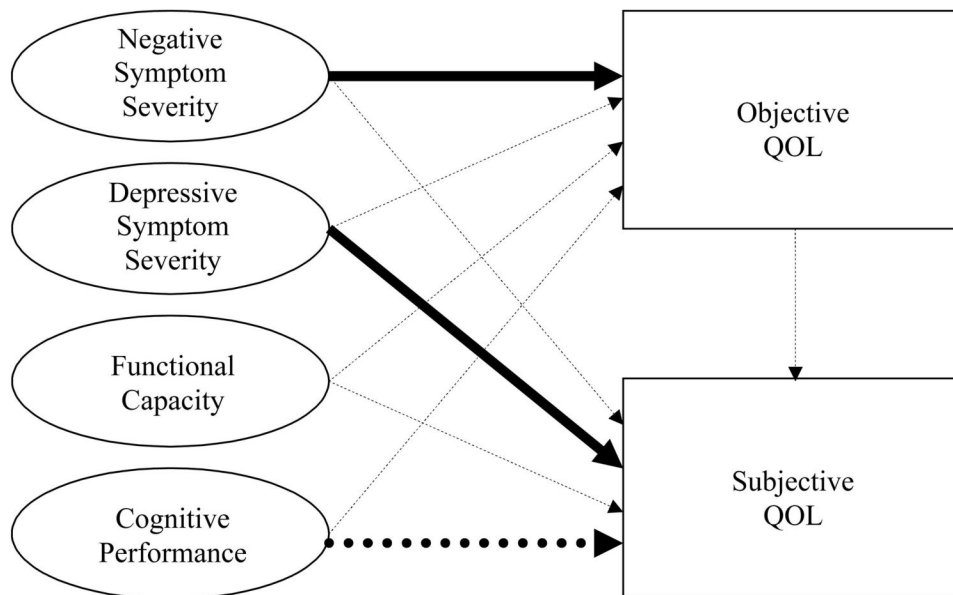 Negative
Symptom
Severity
Depressive
Symptom
Severity
Functional
Capacity
Cognitive
Performance
Objective
QOL
Subjective
QOL